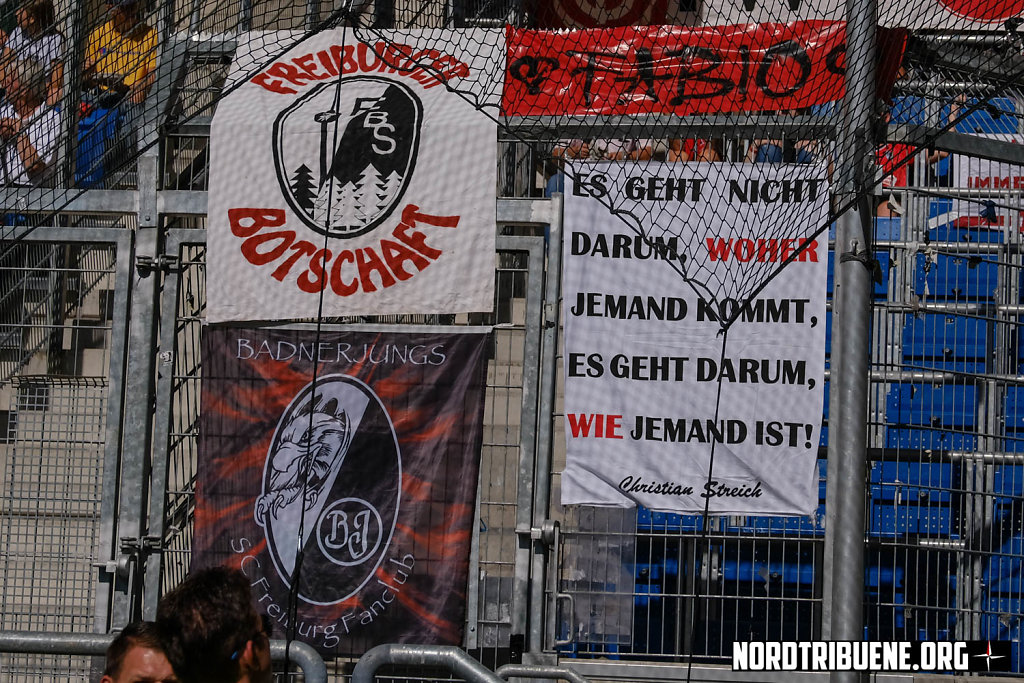 FREIBURGER
FBS
BOTSCHAFT
FABIO
ES GEHT NICHT
DARUM, WOHER
JEMAND KOMMT,
ES GEHT DARUM,
WIE JEMAND IST!
Christian Streich
BADNERJUNGS
BJ
SC Freiburg Fanclub
IMME
NORDTRIBUENE.ORG